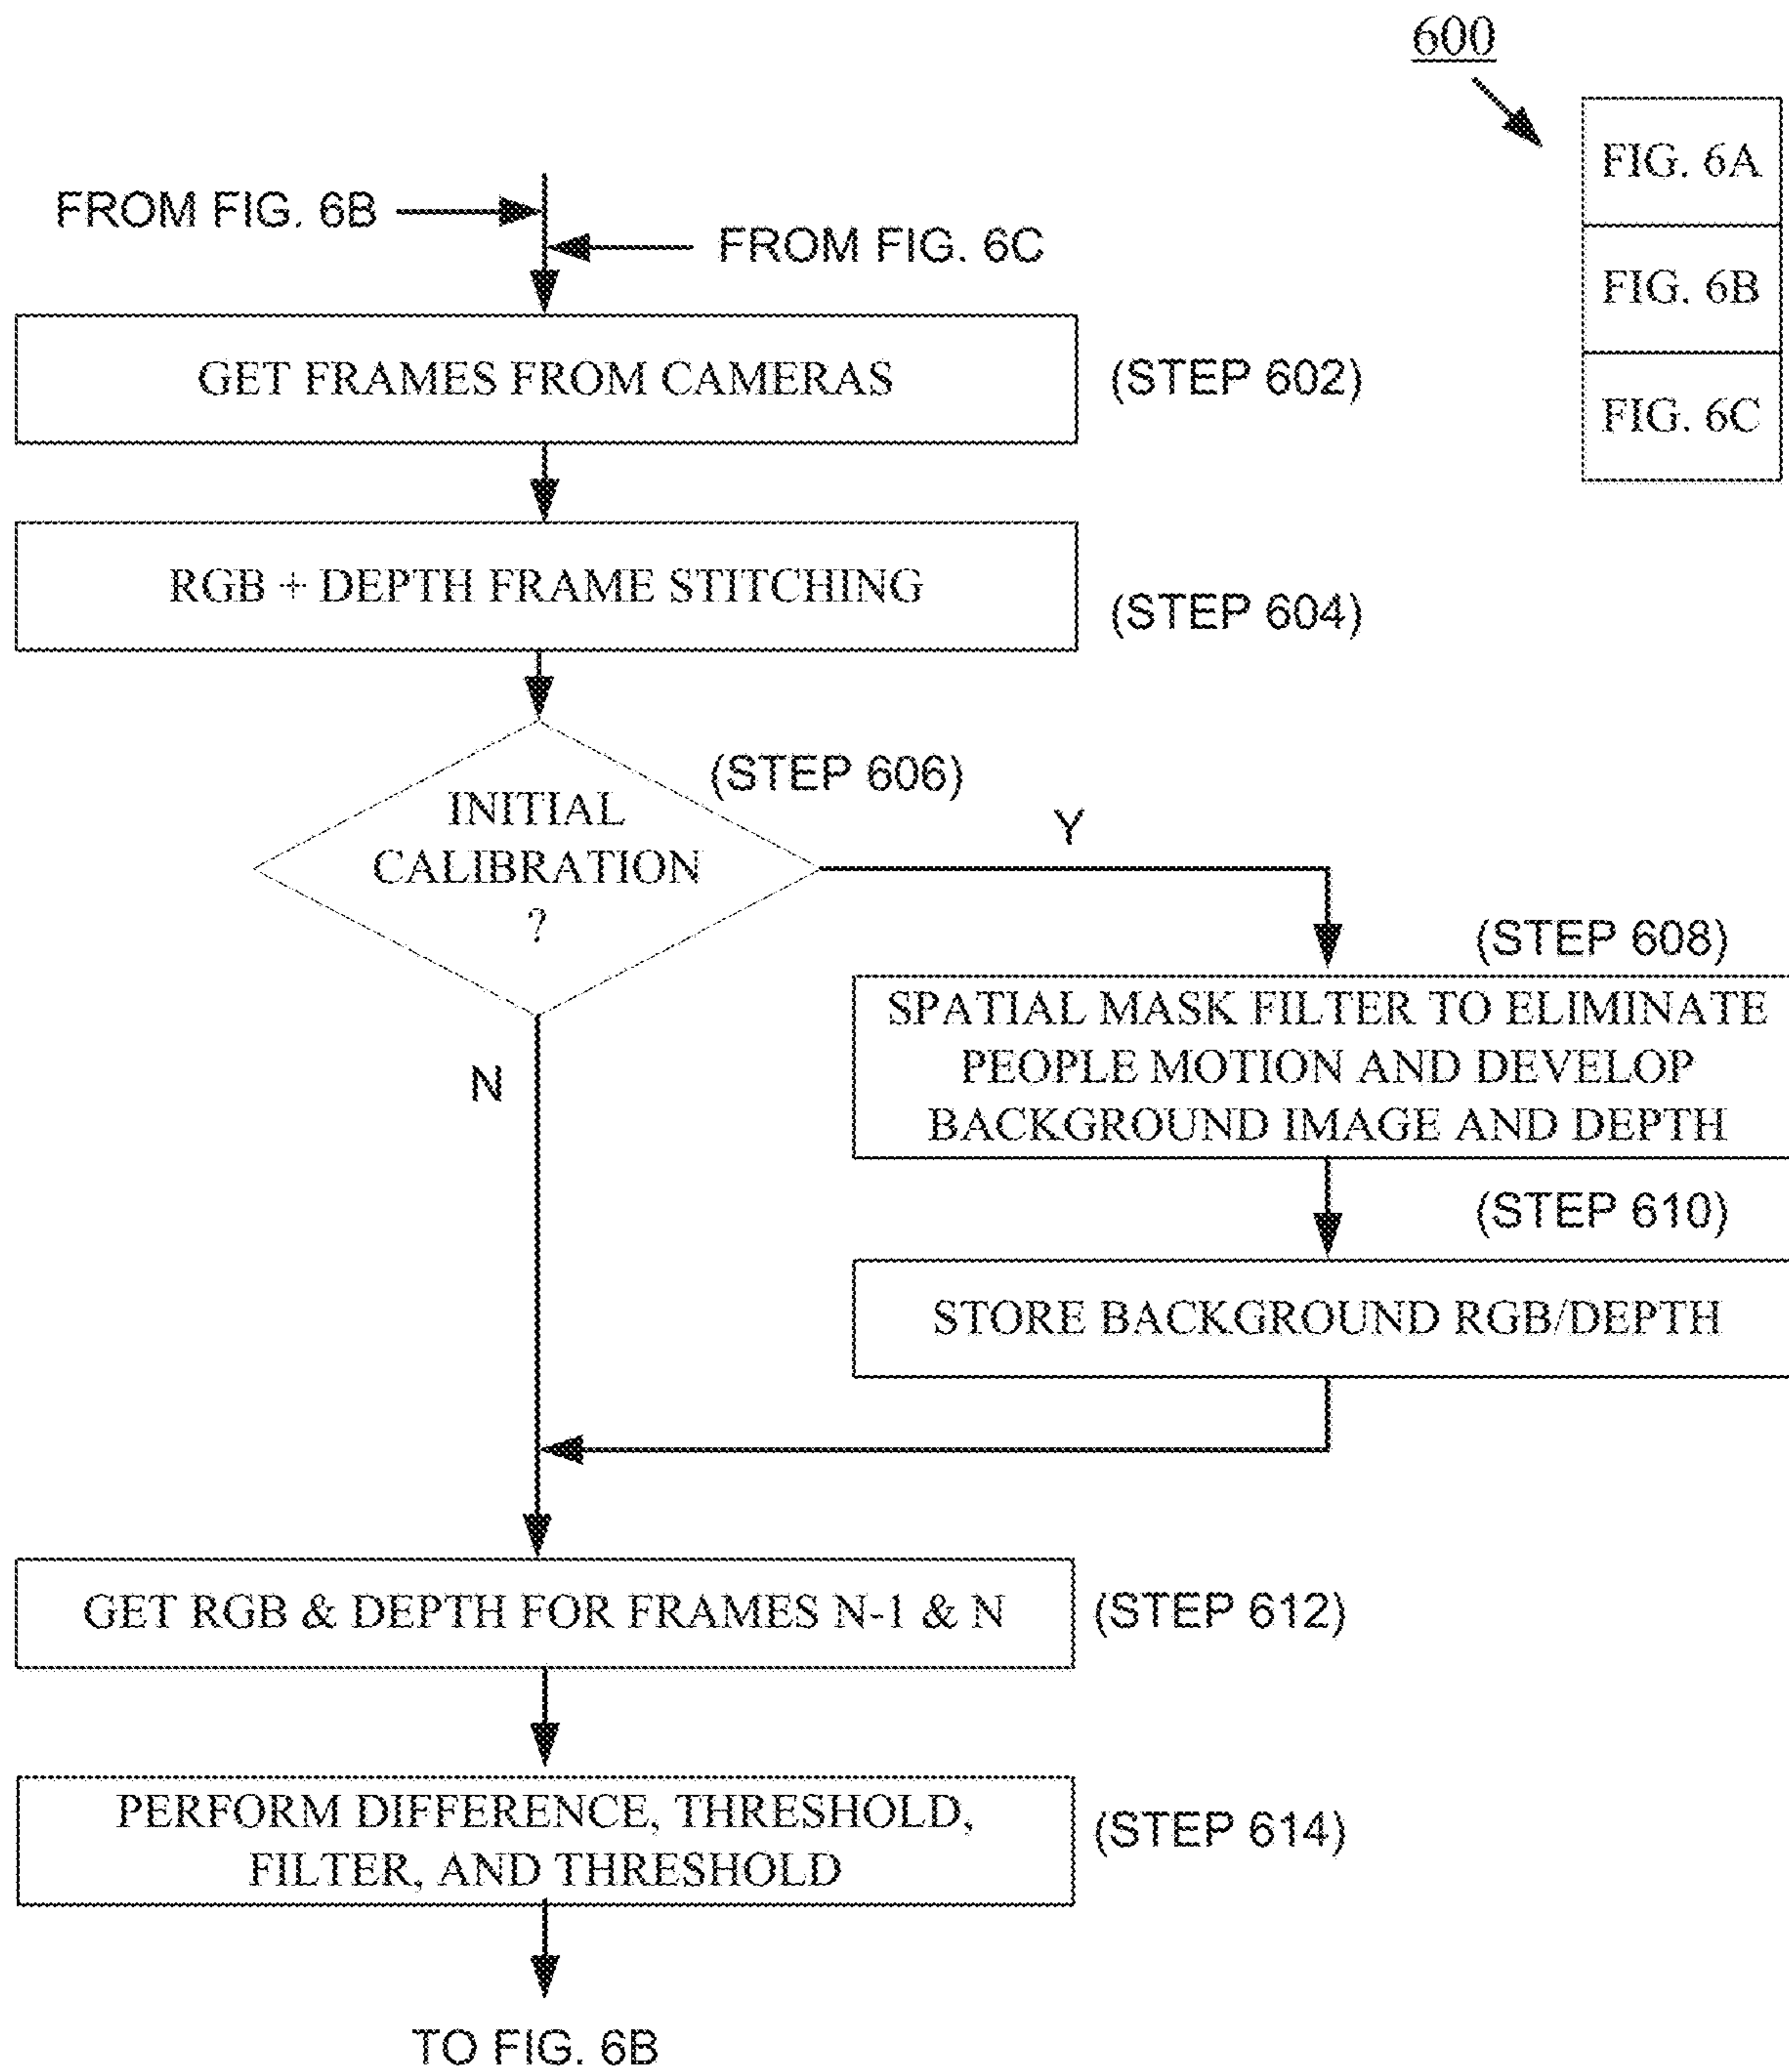 600
FIG. 6A
FIG. 6B
FIG. 6C
FROM FIG. 6B
FROM FIG. 6C
GET FRAMES FROM CAMERAS
(STEP 602)
RGB + DEPTH FRAME STITCHING
(STEP 604)
(STEP 606)
INITIAL
CALIBRATION
?
Y
N
(STEP 608)
SPATIAL MASK FILTER TO ELIMINATE
PEOPLE MOTION AND DEVELOP
BACKGROUND IMAGE AND DEPTH
(STEP 610)
STORE BACKGROUND RGB/DEPTH
GET RGB & DEPTH FOR FRAMES N-1 & N
(STEP 612)
PERFORM DIFFERENCE, THRESHOLD,
FILTER, AND THRESHOLD
(STEP 614)
TO FIG. 6B